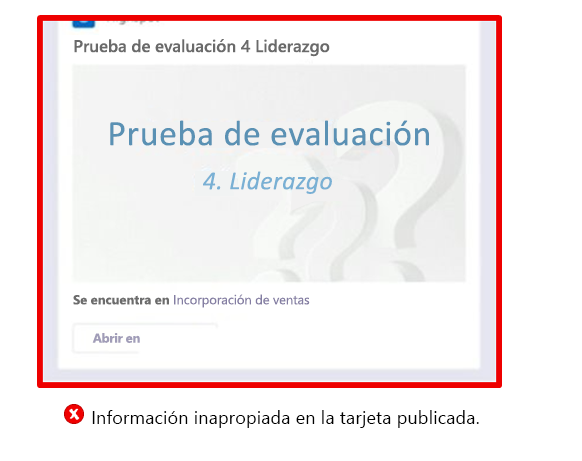 Prueba de evaluación 4 Liderazgo
Prueba de evaluación
4. Liderazgo
Se encuentra en Incorporación de ventas
Abrir en
Información inapropiada en la tarjeta publicada.